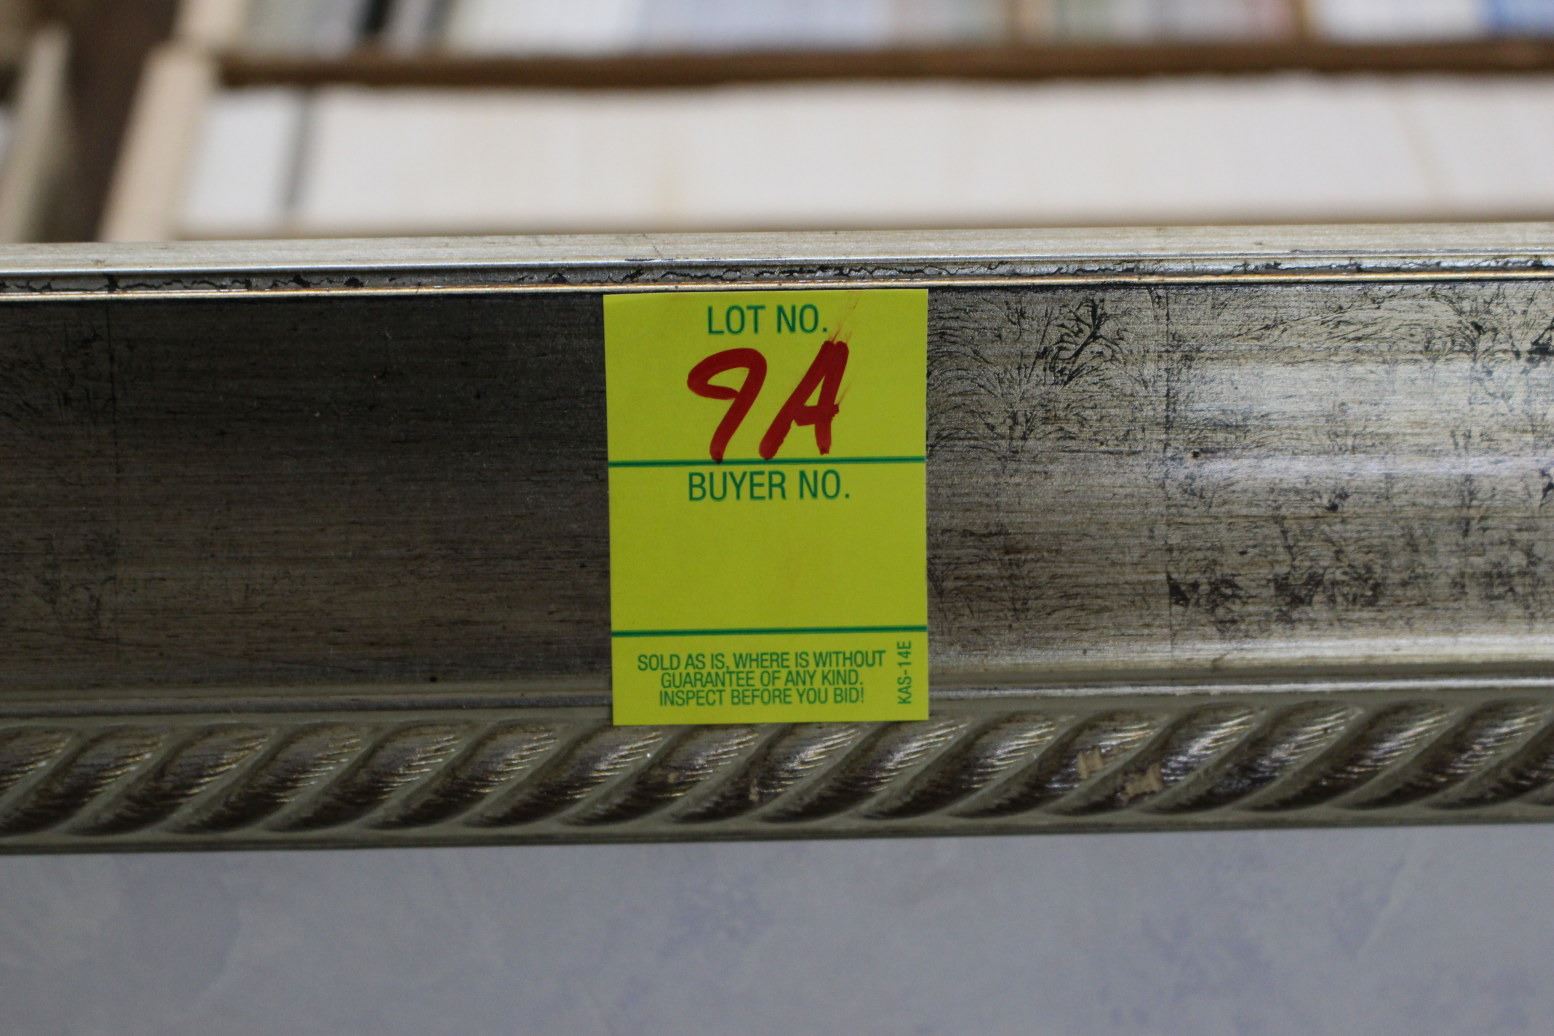 LOT NO.
9A
BUYER NO.
SOLD AS IS, WHERE IS WITHOUT
GUARANTEE OF ANY KIND.
INSPECT BEFORE YOU BID!
KAS-14E